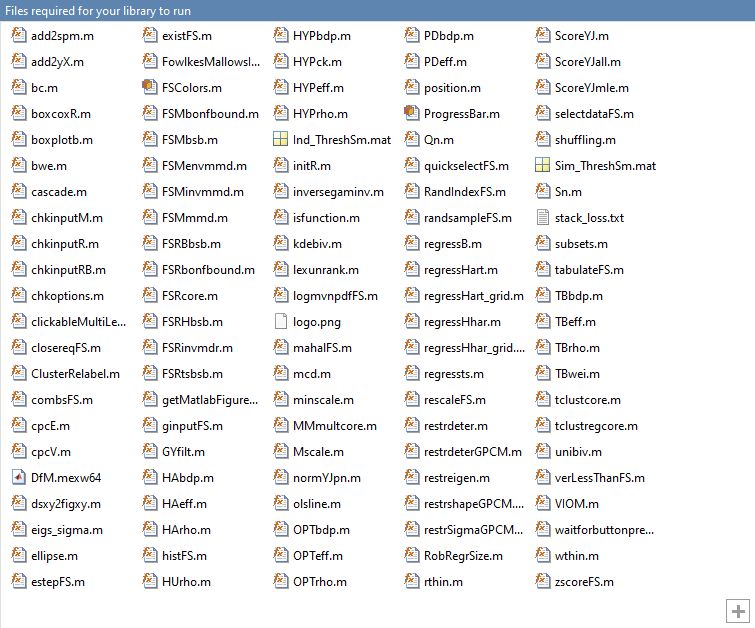 Files required for your library to run
add2spm.m
add2yX.m
bc.m
boxcoxR.m
boxplotb.m
bwe.m
cascade.m
chkinputM.m
chkinputR.m
chkinputRB.m
chkoptions.m
clickableMultiLe...
closereqFS.m
ClusterRelabel.m
combsFS.m
cpcE.m
cpcV.m
DfM.mexw64
dsxy2figxy.m
eigs_sigma.m
ellipse.m
estepFS.m
existFS.m
FowlkesMallowsI...
FSColors.m
FSMbonfbound.m
FSMbsb.m
FSMenvmmd.m
FSMinvmmd.m
FSMmmd.m
FSRBbsb.m
FSRbonfbound.m
FSRcore.m
FSRHbsb.m
FSRinvmdr.m
FSRtsbsb.m
getMatlabFigure...
ginputFS.m
GYfilt.m
HAbdp.m
HAeff.m
HArho.m
histFS.m
HUrho.m
HYPbdp.m
HYPck.m
HYPeff.m
HYPrho.m
Ind_ThreshSm.mat
initR.m
inversegaminv.m
isfunction.m
kdebiv.m
lexunrank.m
logmvnpdfFS.m
logo.png
mahalFS.m
mcd.m
minscale.m
MMmultcore.m
Mscale.m
normYJpn.m
olsline.m
OPTbdp.m
OPTeff.m
OPTrho.m
PDbdp.m
PDeff.m
position.m
ProgressBar.m
Qn.m
quickselectFS.m
RandIndexFS.m
randsampleFS.m
regressB.m
regressHart.m
regressHart_grid.m
regressHhar.m
regressHhar_grid....
regressts.m
rescaleFS.m
restrdeter.m
restrdeterGPCM.m
restreigen.m
restrshapeGPCM....
restrSigmaGPCM...
RobRegrSize.m
rthin.m
ScoreYJ.m
ScoreYJall.m
ScoreYJmle.m
selectdataFS.m
shuffling.m
Sim_ThreshSm.mat
Sn.m
stack_loss.txt
subsets.m
tabulateFS.m
TBbdp.m
TBeff.m
TBrho.m
TBwei.m
tclustcore.m
tclustregcore.m
unibiv.m
verLessThanFS.m
VIOM.m
waitforbuttonpre...
wthin.m
zscoreFS.m